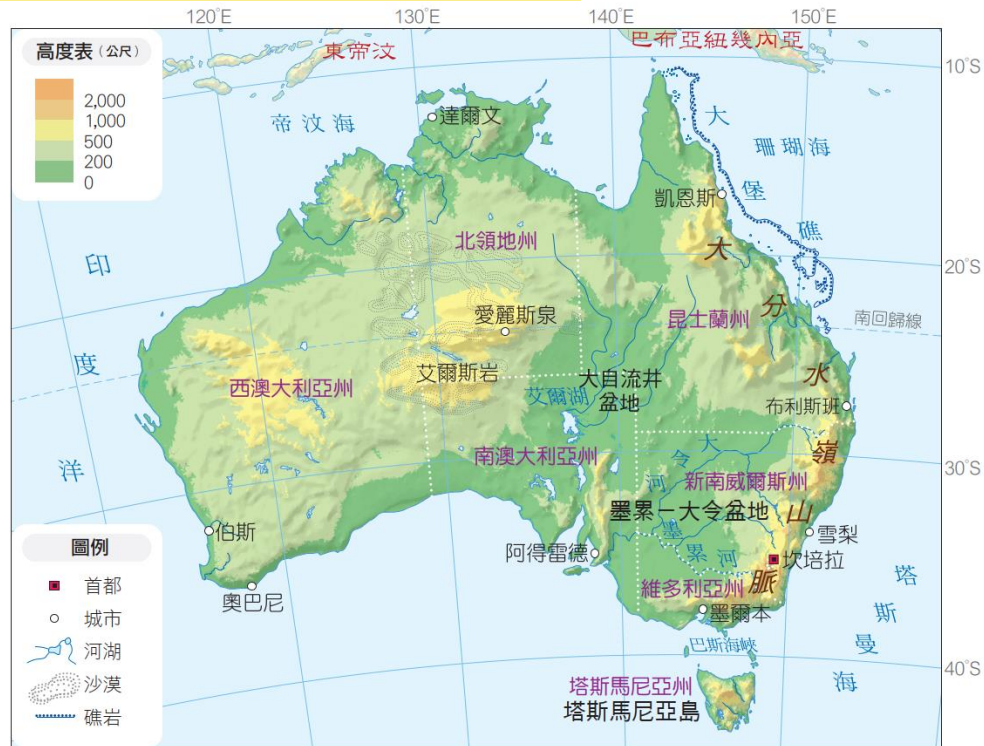 120°E
130°E
140°E
150°E
高度表（公尺）
2,000
1,000
500
200
0
東帝汶
巴布亞紐幾內亞
10°S
帝汶海
達爾文
大堡礁
珊瑚海
凱恩斯
北領地州
20°S
印度洋
大分水嶺山脈
愛麗斯泉
昆士蘭州
南回歸線
艾爾斯岩
西澳大利亞州
艾爾湖
大自流井
盆地
布利斯班
南澳大利亞州
大令河
新南威爾斯州
30°S
墨累－大令盆地
伯斯
雪梨
墨累河
坎培拉
阿得雷德
圖例
首都
城市
河湖
沙漠
礁岩
奧巴尼
維多利亞州
墨爾本
塔斯曼海
巴斯海峽
40°S
塔斯馬尼亞州
塔斯馬尼亞島